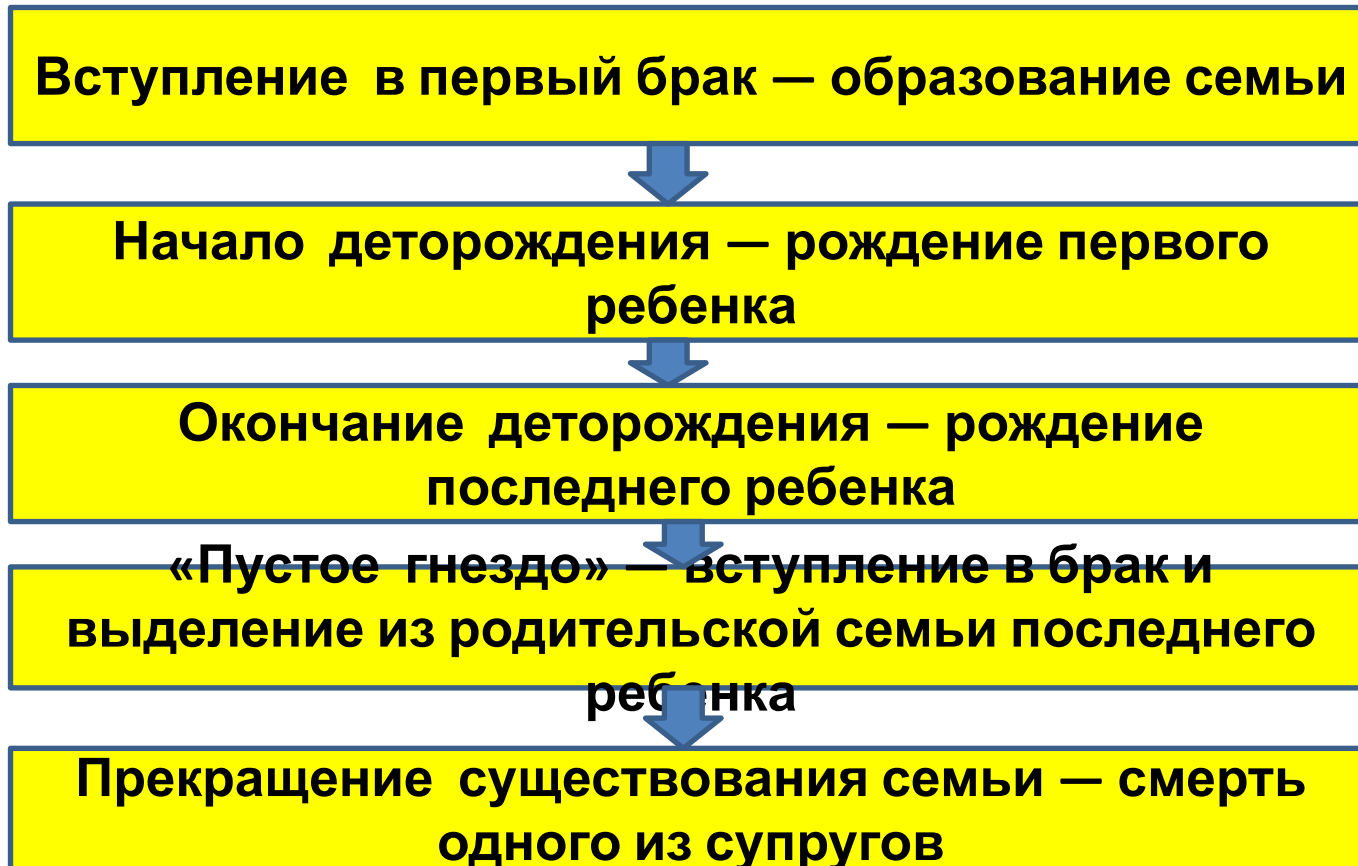 Вступление в первый брак — образование семьи
Начало деторождения — рождение первого
ребенка
Окончание деторождения — рождение
последнего ребенка
«Пустое гнездо» — вступление в брак и
выделение из родительской семьи последнего
ребенка
Прекращение существования семьи — смерть
одного из супругов